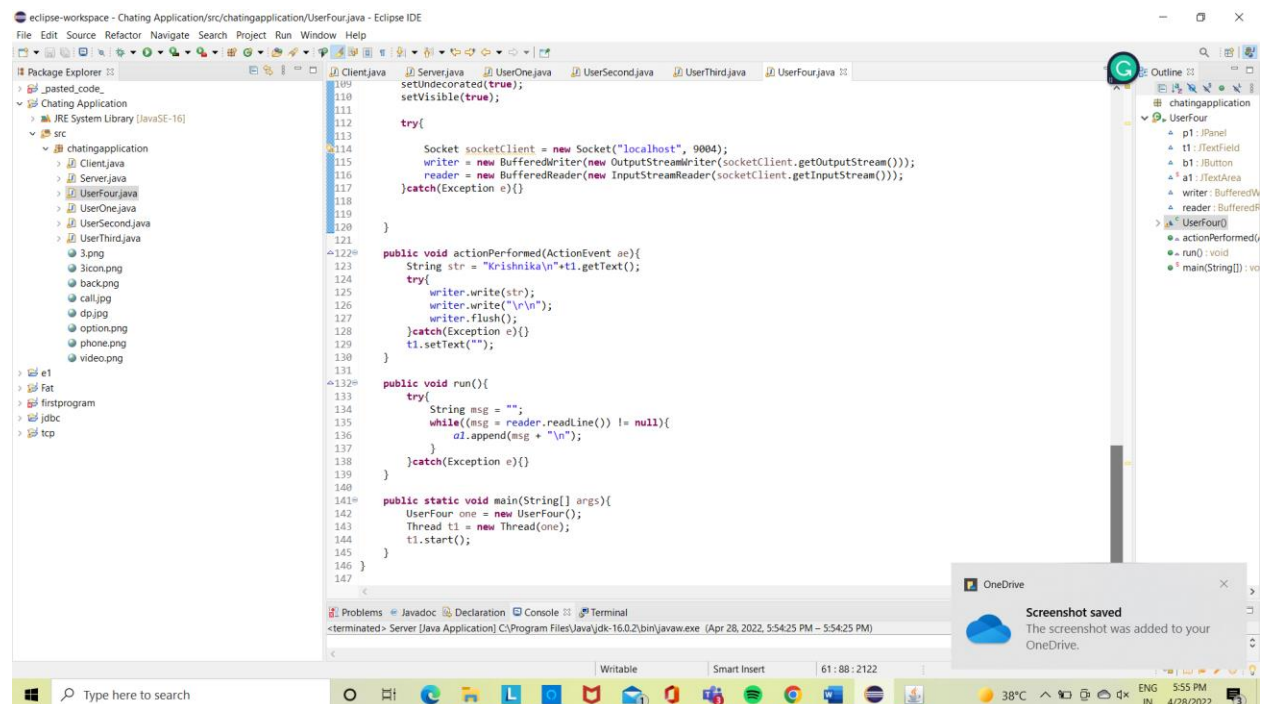 eclipse-workspace - Chating Application/src/chatingapplication/UserFour.java - Eclipse IDE
File Edit Source Refactor Navigate Search Project Run Window Help
Package Explorer
_pasted_code_
Chating Application
JRE System Library [JavaSE-16]
src
chatingapplication
Client.java
Server.java
UserFour.java
UserOne.java
UserSecond.java
UserThird.java
3.png
3icon.png
back.png
call.jpg
dp.jpg
option.png
phone.png
video.png
e1
Fat
firstprogram
jdbc
tcp
Client.java Server.java UserOne.java UserSecond.java UserThird.java UserFour.java
109 setUndecorated(true);
110 setVisible(true);
111
112 try{
113
114 Socket socketClient = new Socket("localhost", 9004);
115 writer = new BufferedWriter(new OutputStreamWriter(socketClient.getOutputStream()));
116 reader = new BufferedReader(new InputStreamReader(socketClient.getInputStream()));
117 }catch(Exception e){}
118
119
120 }
121
122 public void actionPerformed(ActionEvent ae){
123 String str = "Krishnika\n"+t1.getText();
124 try{
125 writer.write(str);
126 writer.write("\r\n");
127 writer.flush();
128 }catch(Exception e){}
129 t1.setText("");
130 }
131
132 public void run(){
133 try{
134 String msg = "";
135 while((msg = reader.readLine()) != null){
136 a1.append(msg + "\n");
137 }
138 }catch(Exception e){}
139 }
140
141 public static void main(String[] args){
142 UserFour one = new UserFour();
143 Thread t1 = new Thread(one);
144 t1.start();
145 }
146 }
147
Outline
chatingapplication
UserFour
p1 : JPanel
t1 : JTextField
b1 : JButton
a1 : JTextArea
writer : BufferedW
reader : BufferedR
UserFour()
actionPerformed(
run() : void
main(String[]) : vo
Problems Javadoc Declaration Console Terminal
<terminated> Server [Java Application] C:\Program Files\Java\jdk-16.0.2\bin\javaw.exe (Apr 28, 2022, 5:54:25 PM – 5:54:25 PM)
OneDrive
Screenshot saved
The screenshot was added to your
OneDrive.
Writable Smart Insert 61 : 88 : 2122
Type here to search
38°C
ENG
IN
5:55 PM
4/28/2022